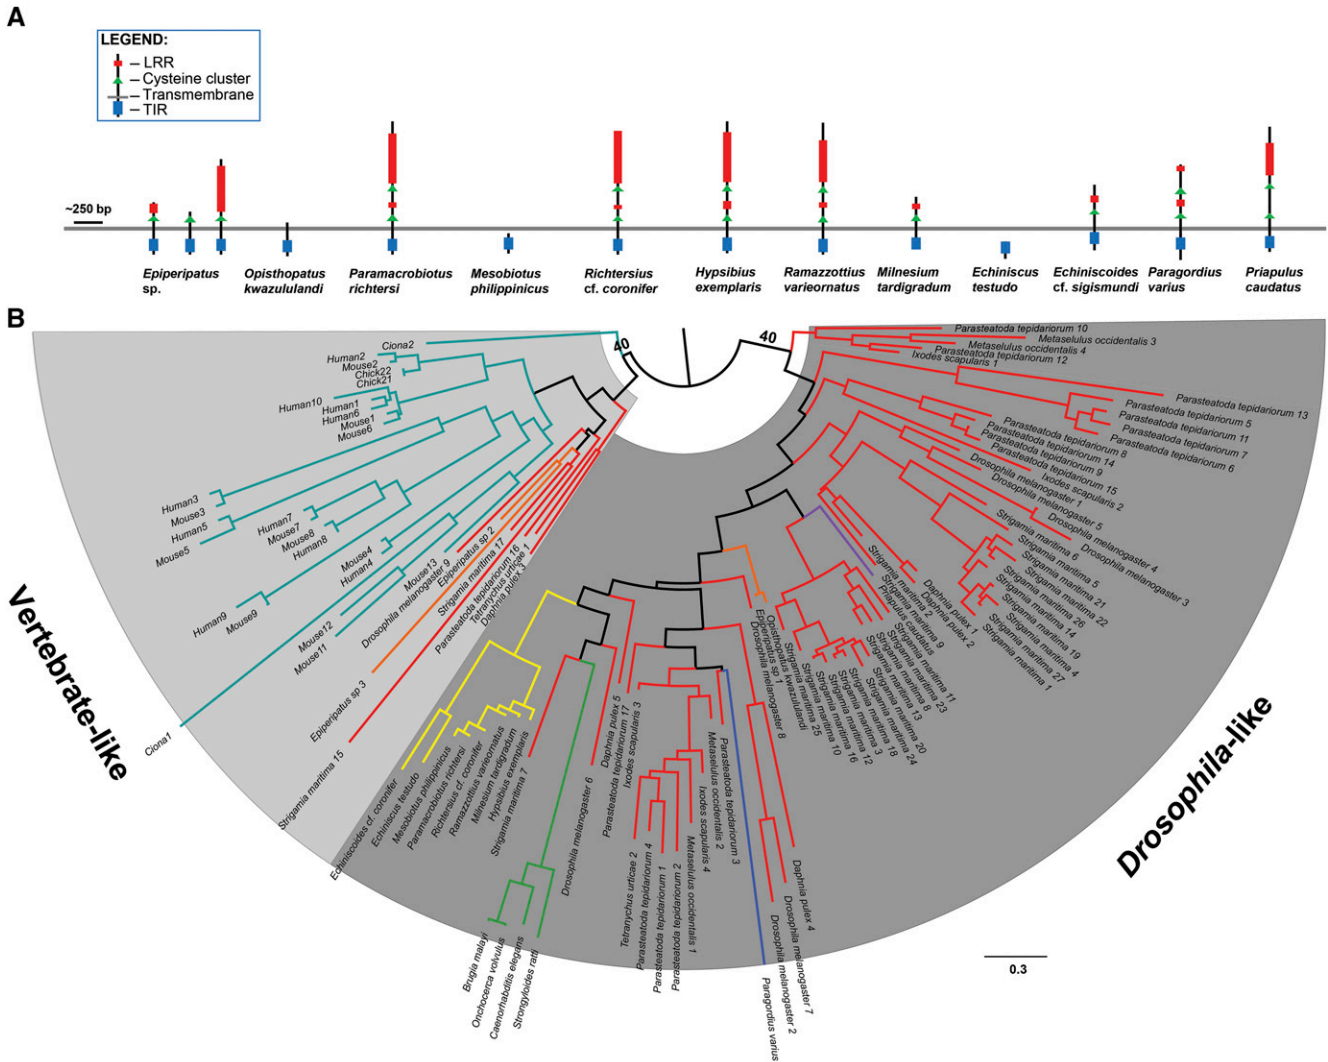 A
LEGEND:
– LRR
– Cysteine cluster
– Transmembrane
– TIR
~250 bp
Epiperipatus
sp.
Opisthopatus
kwazululandi
Paramacrobiotus
richtersi
Mesobiotus
philippinicus
Richtersius
cf. coronifer
Hypsibius
exemplaris
Ramazzottius
varieornatus
Milnesium
tardigradum
Echiniscus
testudo
Echiniscoides
cf. sigismundi
Paragordius
varius
Priapulus
caudatus
B
40
40
Ciona2
Human2
Mouse2
Chick22
Chick21
Human10
Human1
Human6
Mouse1
Mouse6
Human3
Mouse3
Human5
Mouse5
Human7
Mouse7
Mouse8
Human8
Mouse4
Human4
Human9
Mouse9
Mouse13
Mouse12
Mouse11
Ciona1
Drosophila melanogaster 9
Epiperipatus sp 2
Epiperipatus sp 3
Strigamia maritima 17
Strigamia maritima 15
Parasteatoda tepidariorum 16
Tetranychus urticae 1
Daphnia pulex 3
Vertebrate-like
Echiniscoides cf. coronifer
Echiniscus testudo
Mesobiotus philippinicus
Paramacrobiotus richtersi
Richtersius cf. coronifer
Ramazzottius varieornatus
Milnesium tardigradum
Hypsibius exemplaris
Strigamia maritima 7
Brugia malayi
Onchocerca volvulus
Caenorhabditis elegans
Strongyloides ratti
Drosophila melanogaster 6
Daphnia pulex 5
Parasteatoda tepidariorum 17
Ixodes scapularis 3
Tetranychus urticae 2
Parasteatoda tepidariorum 4
Parasteatoda tepidariorum 1
Parasteatoda tepidariorum 2
Metaselulus occidentalis 1
Ixodes scapularis 4
Metaselulus occidentalis 2
Parasteatoda tepidariorum 3
Paragordius varius
Drosophila melanogaster 2
Drosophila melanogaster 7
Daphnia pulex 4
Drosophila melanogaster 8
Epiperipatus sp 1
Opisthopatus kwazululandi
Strigamia maritima 25
Strigamia maritima 10
Strigamia maritima 16
Strigamia maritima 12
Strigamia maritima 3
Strigamia maritima 18
Strigamia maritima 24
Strigamia maritima 20
Strigamia maritima 13
Strigamia maritima 8
Strigamia maritima 23
Strigamia maritima 11
Priapulus caudatus
Strigamia maritima 9
Strigamia maritima 2
Daphnia pulex 2
Daphnia pulex 1
Strigamia maritima 1
Strigamia maritima 27
Strigamia maritima 4
Strigamia maritima 19
Strigamia maritima 14
Strigamia maritima 26
Strigamia maritima 22
Strigamia maritima 21
Strigamia maritima 5
Strigamia maritima 6
Drosophila melanogaster 3
Drosophila melanogaster 4
Drosophila melanogaster 5
Drosophila melanogaster 1
Ixodes scapularis 2
Parasteatoda tepidariorum 15
Parasteatoda tepidariorum 9
Parasteatoda tepidariorum 14
Parasteatoda tepidariorum 8
Parasteatoda tepidariorum 6
Parasteatoda tepidariorum 7
Parasteatoda tepidariorum 11
Parasteatoda tepidariorum 5
Parasteatoda tepidariorum 13
Ixodes scapularis 1
Parasteatoda tepidariorum 12
Metaselulus occidentalis 4
Metaselulus occidentalis 3
Parasteatoda tepidariorum 10
Drosophila-like
0.3